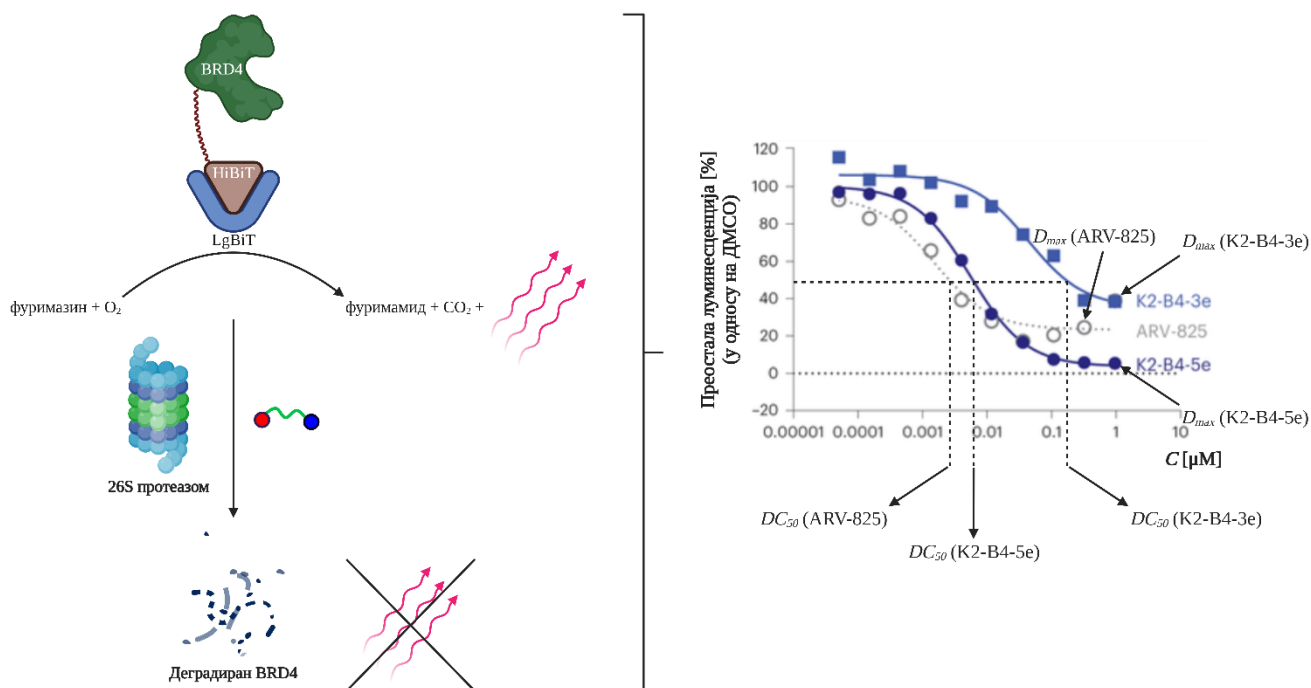 BRD4
HiBiT
LgBiT
фуримазин + O₂
фуримамид + CO₂ +
26S протеазом
Деградиран BRD4
Преостала луминесценција [%]
(у односу на ДМСО)
120
100
80
60
40
20
0
−20
0.00001
0.0001
0.001
0.01
0.1
1
10
C [μM]
Dmax (ARV-825)
Dmax (K2-B4-3e)
K2-B4-3e
ARV-825
K2-B4-5e
Dmax (K2-B4-5e)
DC50 (ARV-825)
DC50 (K2-B4-5e)
DC50 (K2-B4-3e)